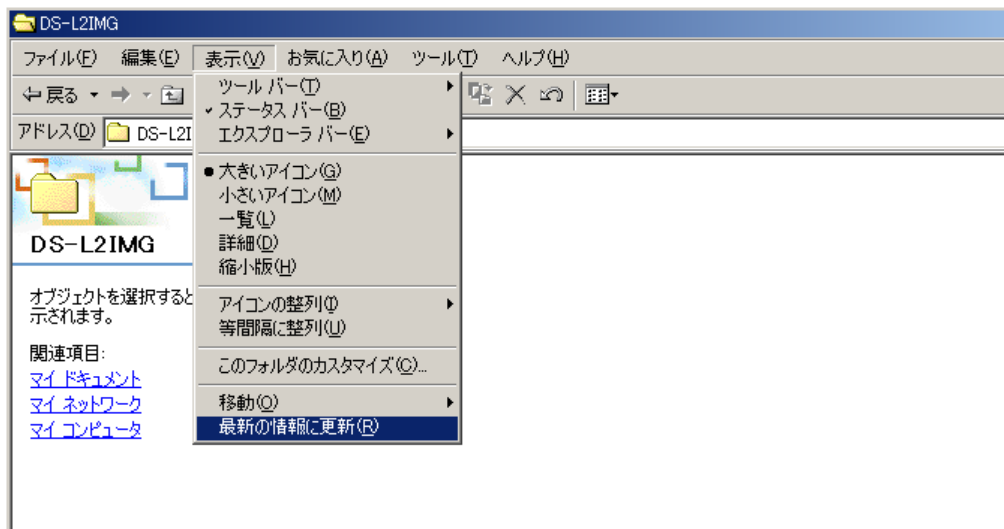 DS-L2IMG
ファイル(F) 編集(E) 表示(V) お気に入り(A) ツール(T) ヘルプ(H)
戻る
アドレス(D) DS-L2I
ツール バー(T)
ステータス バー(B)
エクスプローラ バー(E)
大きいアイコン(G)
小さいアイコン(M)
一覧(L)
詳細(D)
縮小版(H)
アイコンの整列(I)
等間隔に整列(U)
このフォルダのカスタマイズ(C)...
移動(O)
最新の情報に更新(R)
DS-L2IMG
オブジェクトを選択すると
示されます。
関連項目:
マイ ドキュメント
マイ ネットワーク
マイ コンピュータ